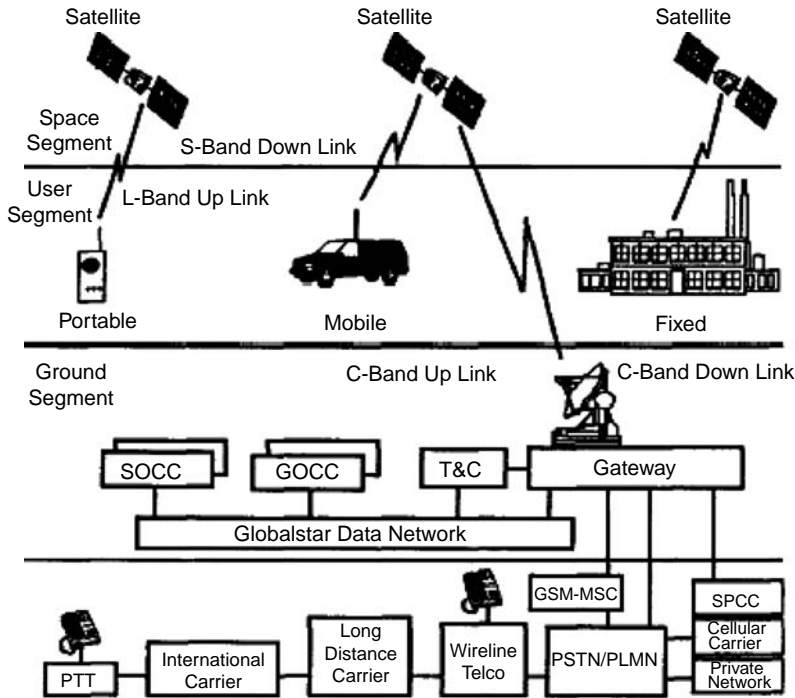 Satellite
Satellite
Satellite
Space
Segment
S-Band Down Link
User
Segment
L-Band Up Link
Portable
Mobile
Fixed
Ground
Segment
C-Band Up Link
C-Band Down Link
SOCC
GOCC
T&C
Gateway
Globalstar Data Network
GSM-MSC
SPCC
PTT
International
Carrier
Long
Distance
Carrier
Wireline
Telco
PSTN/PLMN
Cellular
Carrier
Private
Network